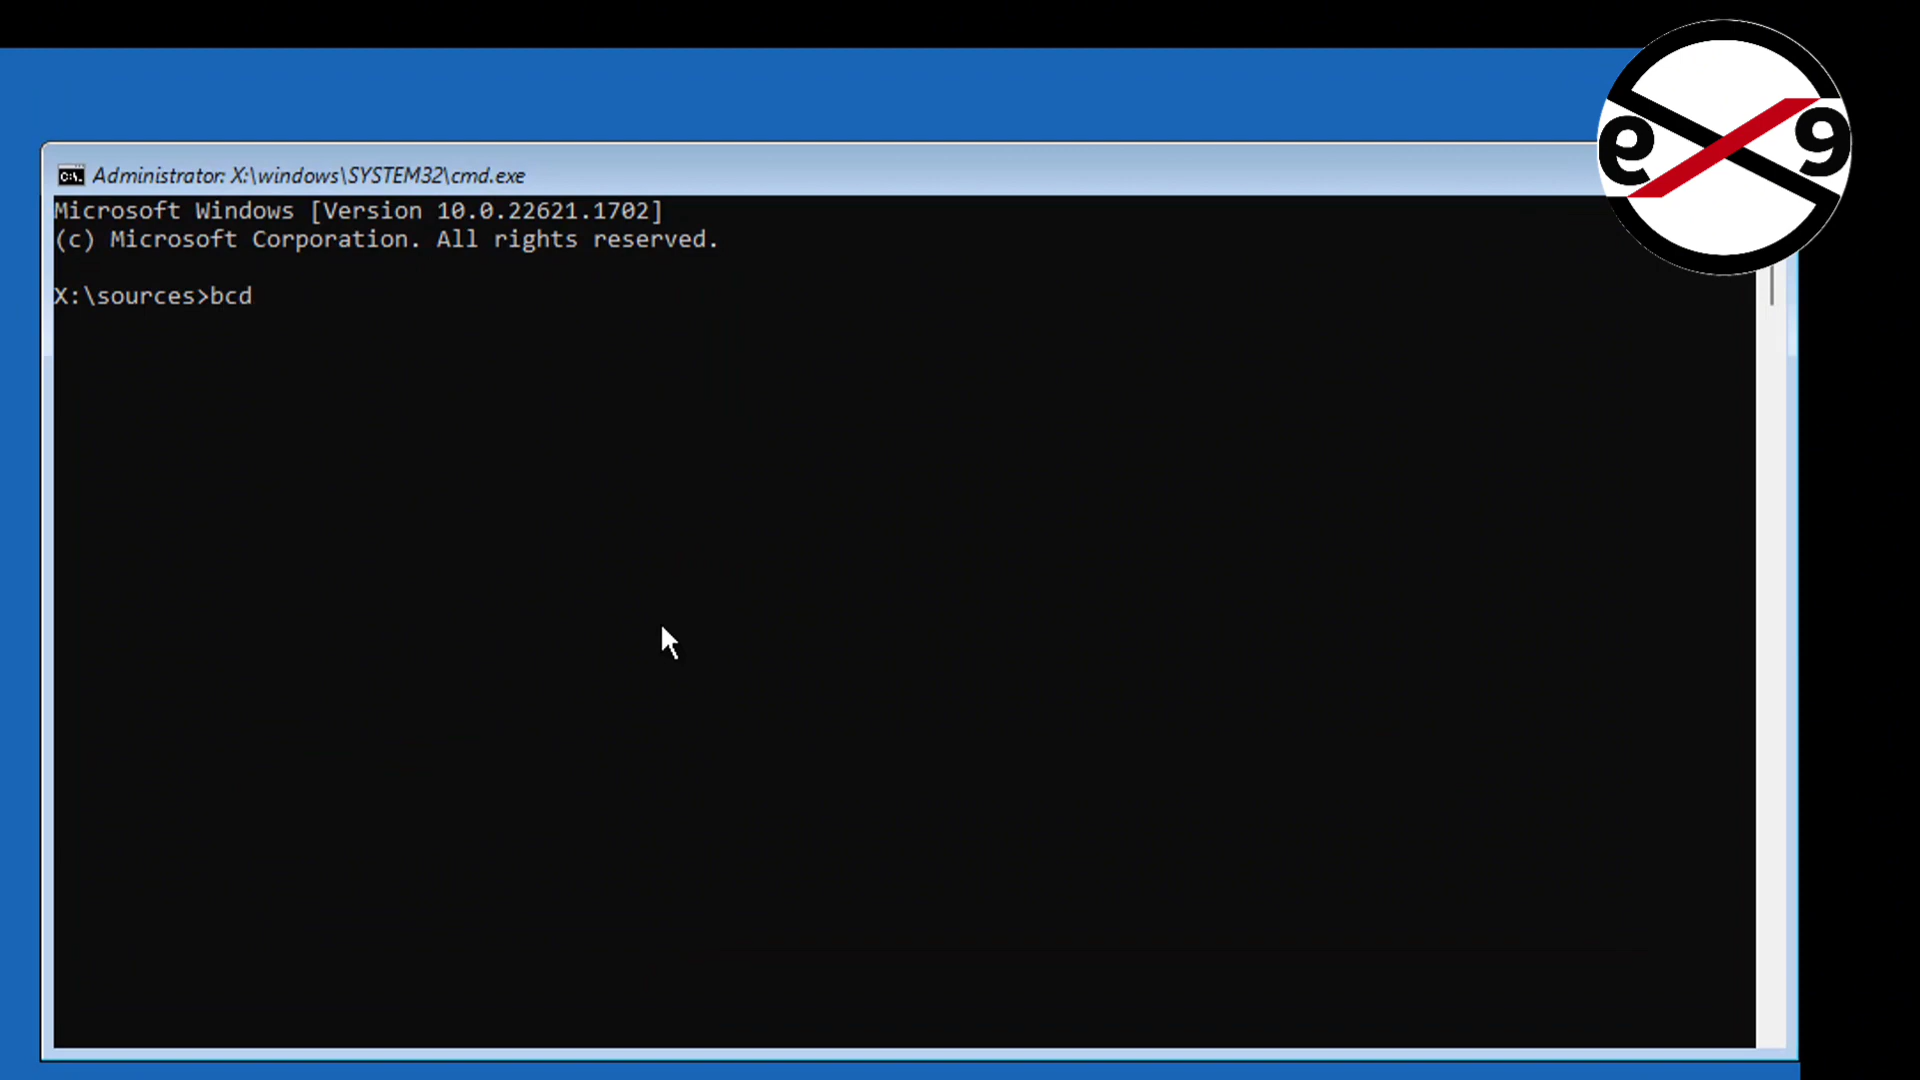 Administrator: X:\windows\SYSTEM32\cmd.exe
Microsoft Windows [Version 10.0.22621.1702]
(c) Microsoft Corporation. All rights reserved.
X:\sources>bcd